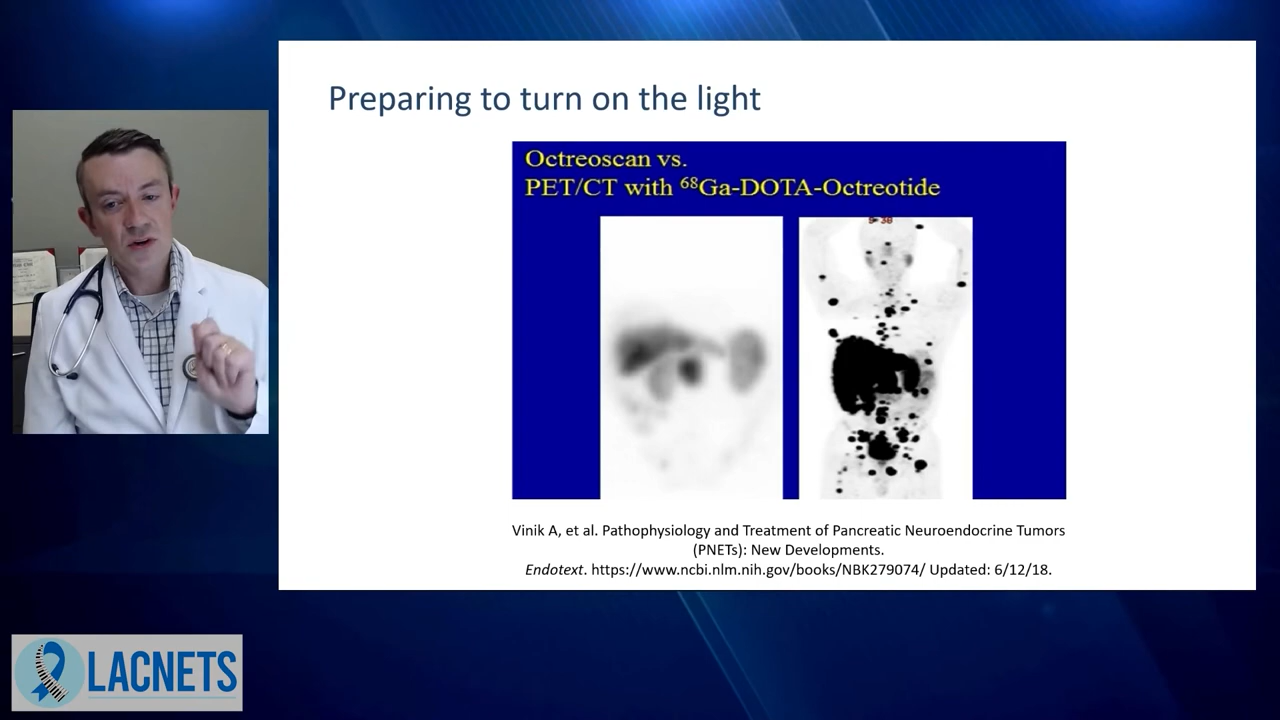 Preparing to turn on the light
Octreoscan vs.
PET/CT with ⁶⁸Ga-DOTA-Octreotide
Vinik A, et al. Pathophysiology and Treatment of Pancreatic Neuroendocrine Tumors
(PNETs): New Developments.
Endotext. https://www.ncbi.nlm.nih.gov/books/NBK279074/ Updated: 6/12/18.
LACNETS